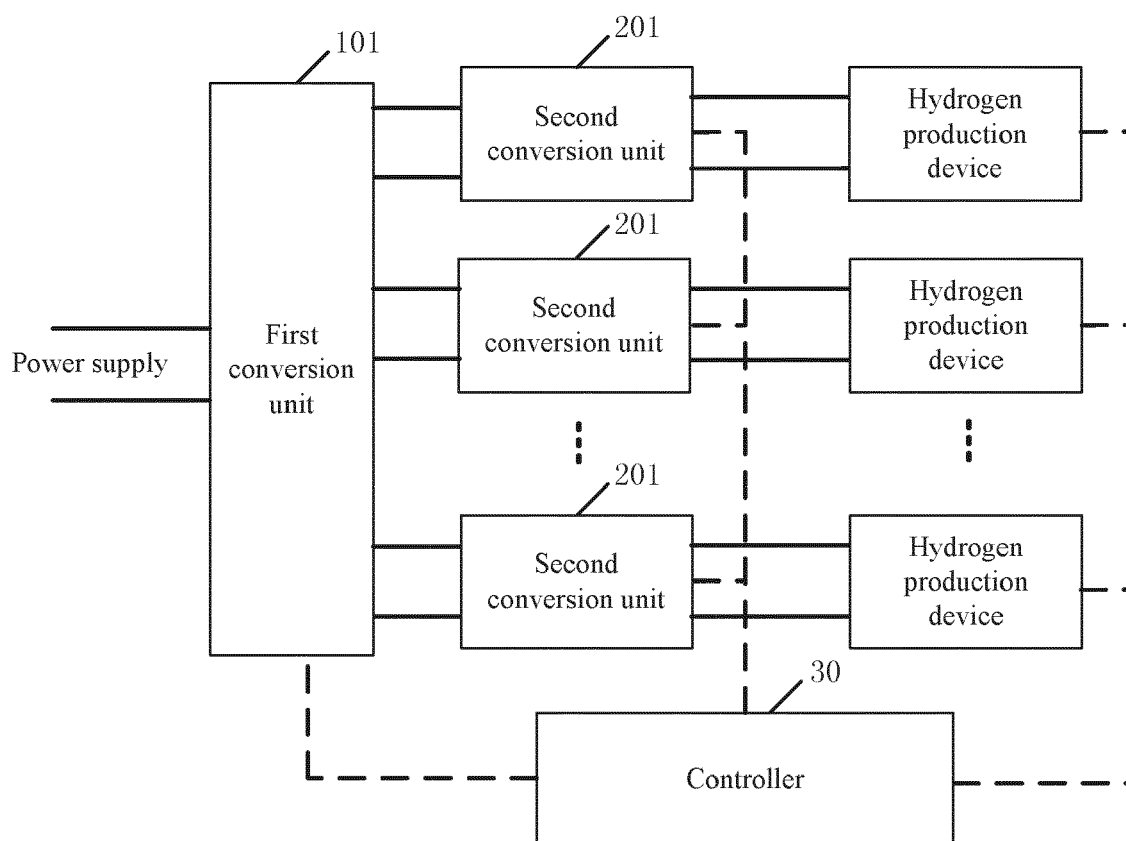 201
101
Second
conversion unit
Hydrogen
production
device
201
Second
conversion unit
Hydrogen
production
device
Power supply
First
conversion
unit
201
Second
conversion unit
Hydrogen
production
device
30
Controller